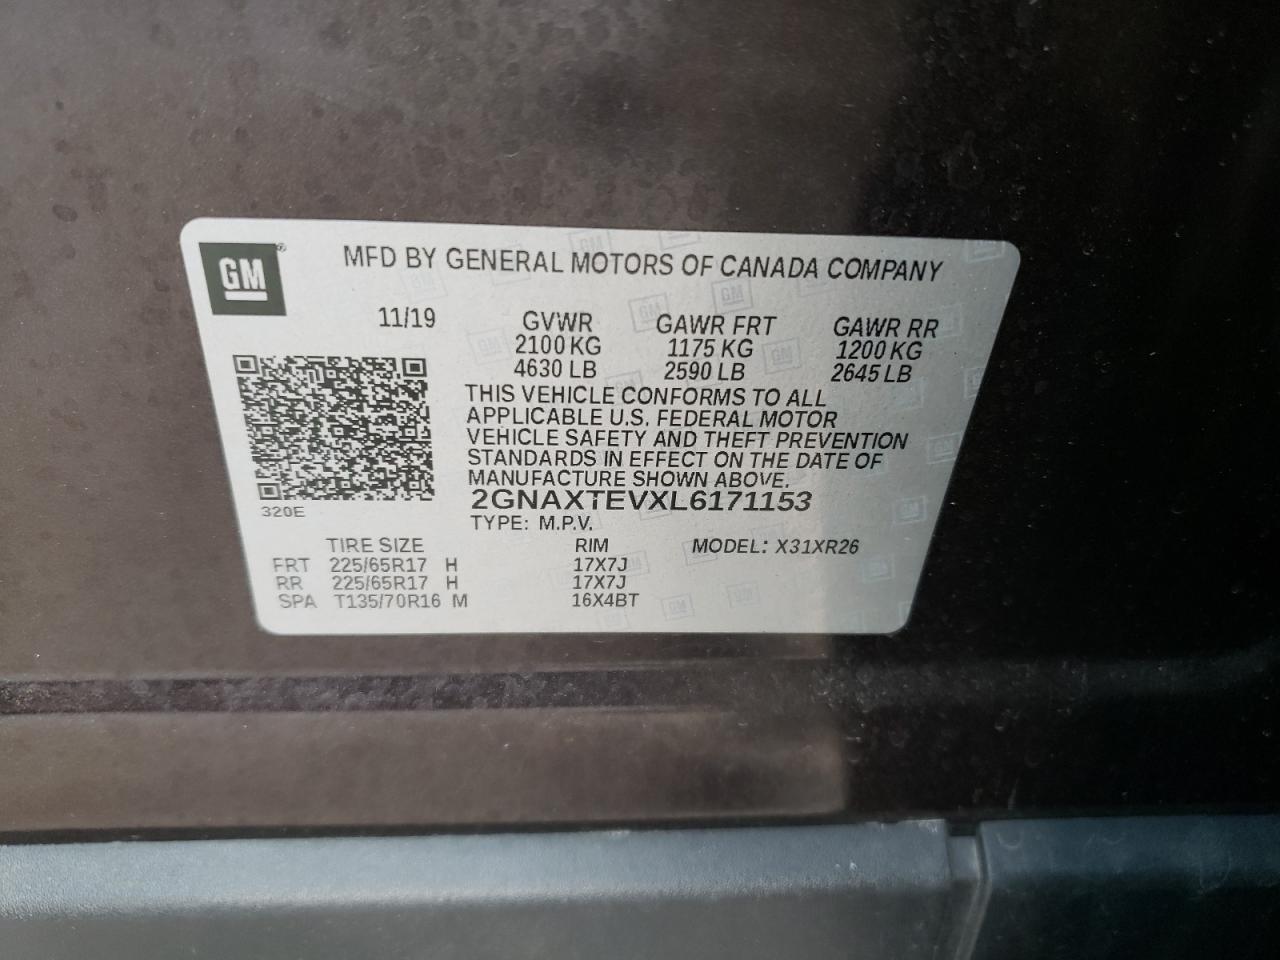 GM®
MFD BY GENERAL MOTORS OF CANADA COMPANY
11/19 GVWR GAWR FRT GAWR RR
2100 KG 1175 KG 1200 KG
4630 LB 2590 LB 2645 LB
THIS VEHICLE CONFORMS TO ALL
APPLICABLE U.S. FEDERAL MOTOR
VEHICLE SAFETY AND THEFT PREVENTION
STANDARDS IN EFFECT ON THE DATE OF
MANUFACTURE SHOWN ABOVE.
2GNAXTEVXL6171153
320E
TYPE: M.P.V.
TIRE SIZE RIM MODEL: X31XR26
FRT 225/65R17 H 17X7J
RR 225/65R17 H 17X7J
SPA T135/70R16 M 16X4BT